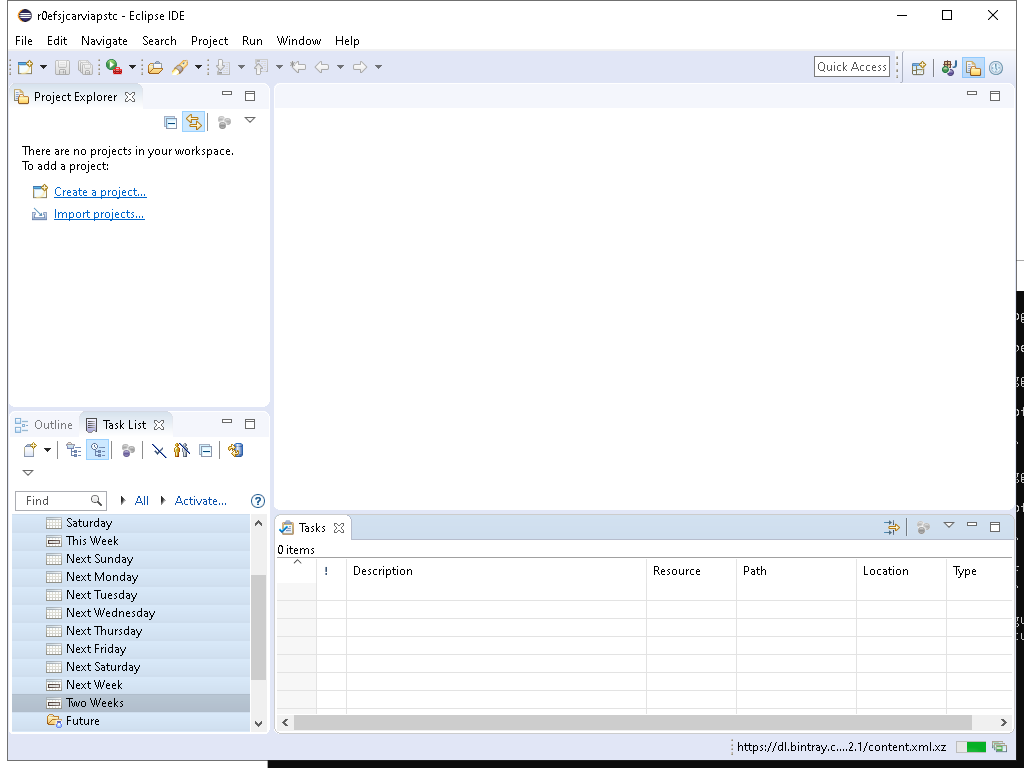 r0efsjcarviapstc - Eclipse IDE
File Edit Navigate Search Project Run Window Help
Quick Access
Project Explorer
There are no projects in your workspace.
To add a project:
Create a project...
Import projects...
Outline Task List
Find All Activate...
Saturday
This Week
Next Sunday
Next Monday
Next Tuesday
Next Wednesday
Next Thursday
Next Friday
Next Saturday
Next Week
Two Weeks
Future
Tasks
0 items
! Description Resource Path Location Type
https://dl.bintray.c....2.1/content.xml.xz